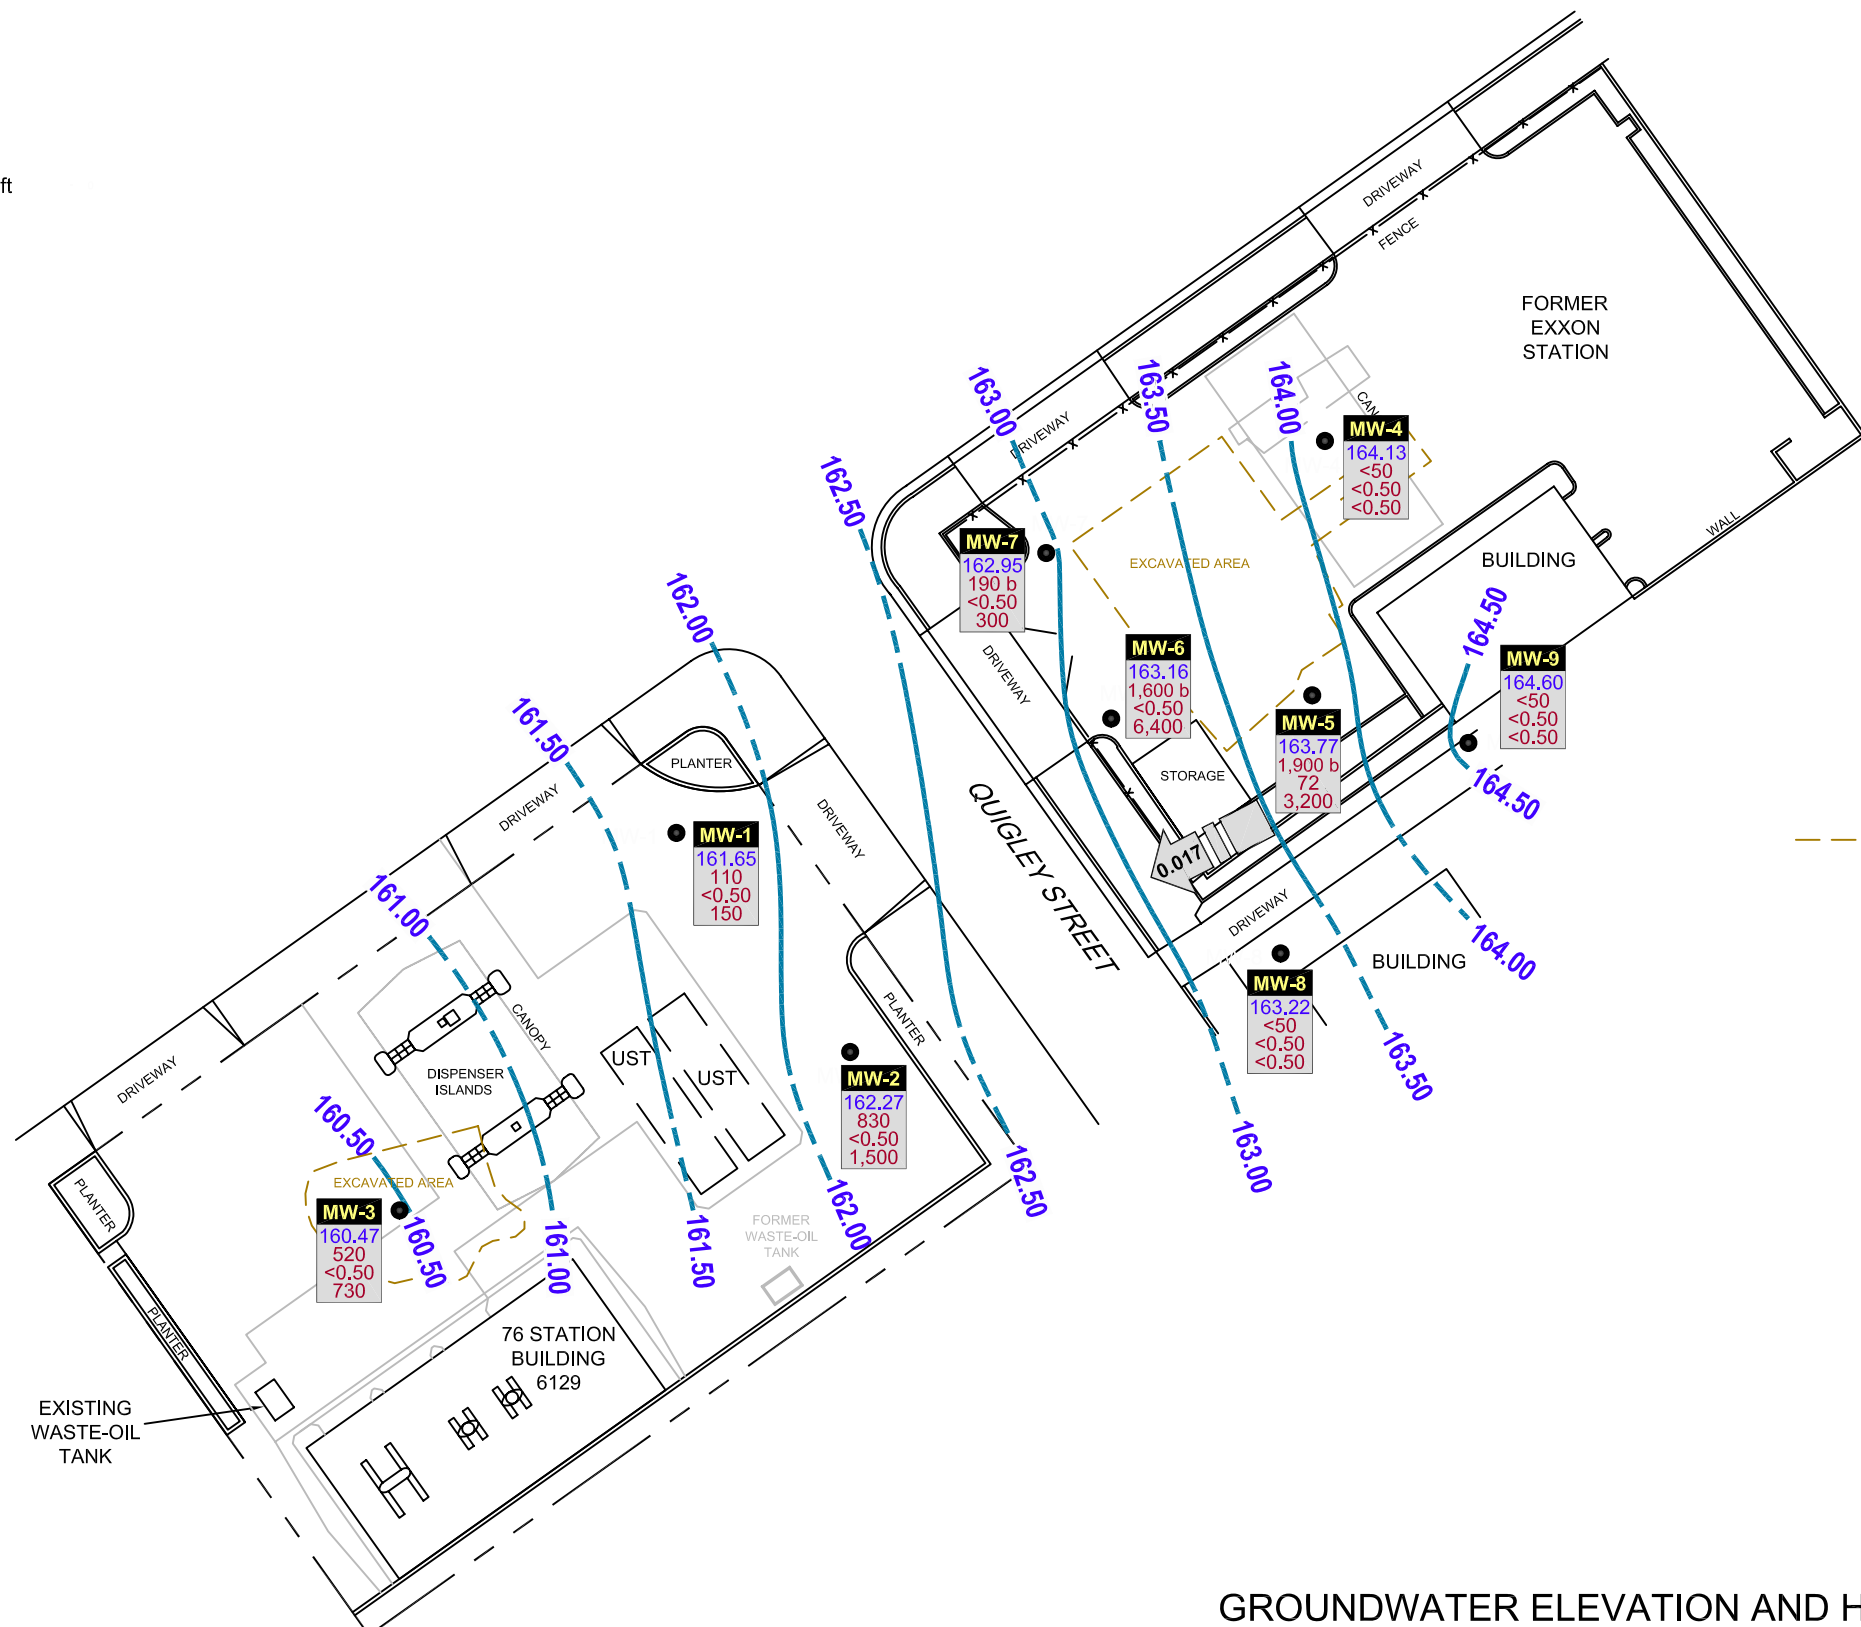 ft
DRIVEWAY
FENCE
FORMER
EXXON
STATION
163.00
163.50
164.00
DRIVEWAY
MW-4
164.13
<50
<0.50
<0.50
162.50
WALL
MW-7
162.95
190 b
<0.50
300
EXCAVATED AREA
BUILDING
162.00
164.50
DRIVEWAY
MW-6
163.16
1,600 b
<0.50
6,400
MW-9
164.60
<50
<0.50
<0.50
161.50
MW-5
163.77
1,900 b
72
3,200
PLANTER
STORAGE
164.50
DRIVEWAY
DRIVEWAY
QUIGLEY STREET
MW-1
161.65
110
<0.50
150
0.017
161.00
DRIVEWAY
164.00
BUILDING
MW-8
163.22
<50
<0.50
<0.50
PLANTER
CANOPY
UST
UST
DISPENSER
ISLANDS
163.50
DRIVEWAY
MW-2
162.27
830
<0.50
1,500
160.50
163.00
162.50
EXCAVATED AREA
PLANTER
MW-3
160.47
520
<0.50
730
160.50
161.00
161.50
162.00
FORMER
WASTE-OIL
TANK
PLANTER
76 STATION
BUILDING
6129
EXISTING
WASTE-OIL
TANK
GROUNDWATER ELEVATION AND H